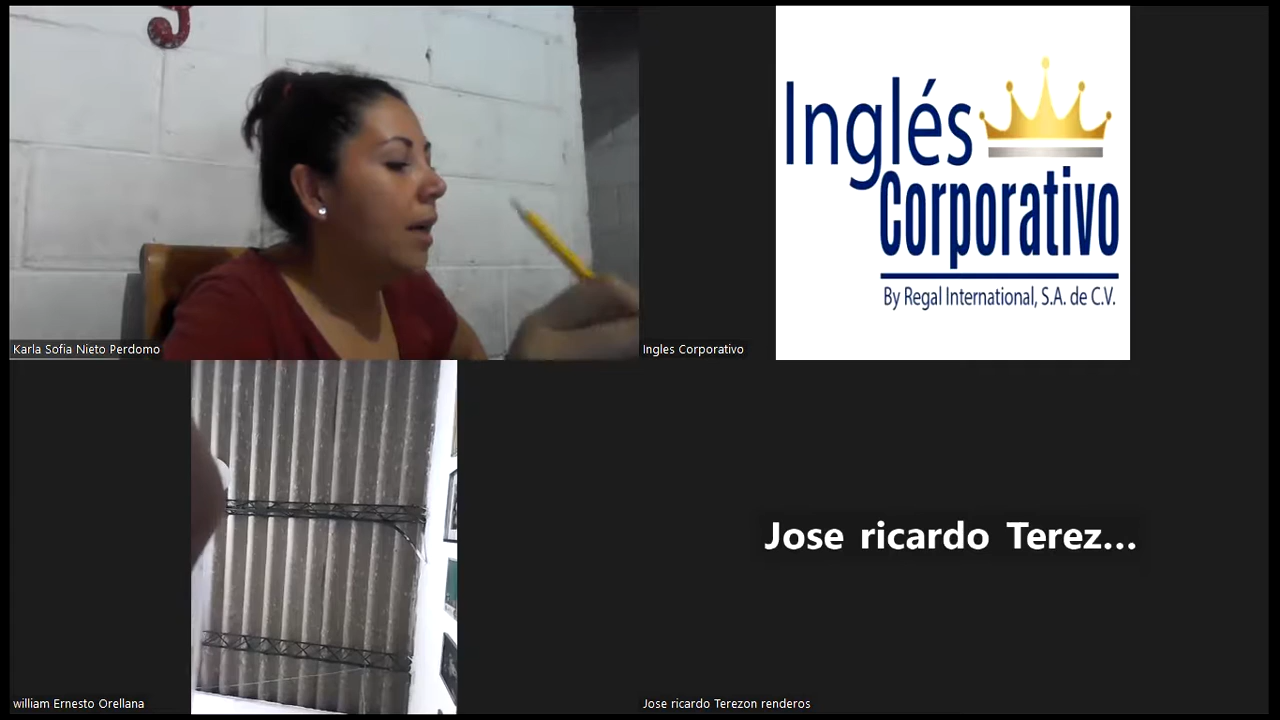 Inglés
Corporativo
By Regal International, S.A. de C.V.
Karla Sofia Nieto Perdomo
Ingles Corporativo
Jose ricardo Terez...
william Ernesto Orellana
Jose ricardo Terezon renderos